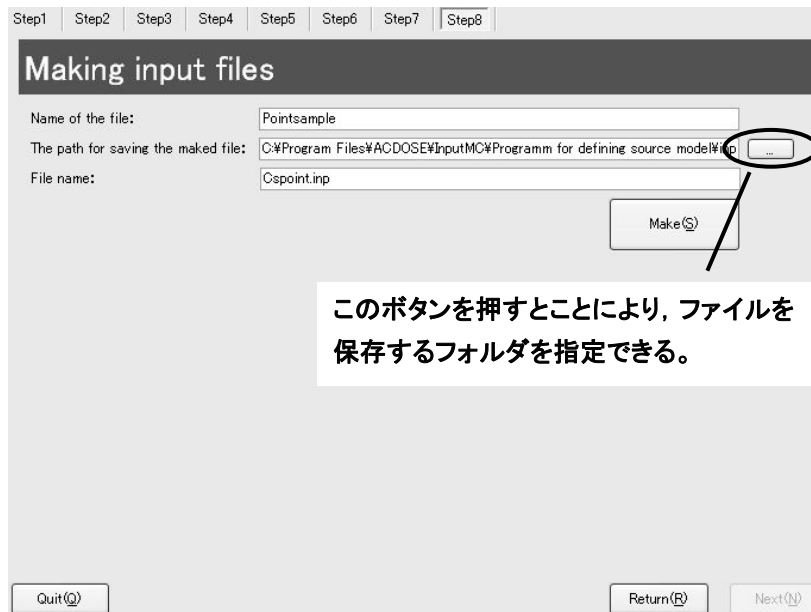 Step1 Step2 Step3 Step4 Step5 Step6 Step7 Step8
Making input files
Name of the file: Pointsample
The path for saving the maked file: C:¥Program Files¥ACDOSE¥InputMC¥Programm for defining source model¥inp ...
File name: Cspoint.inp
Make(S)
このボタンを押すとことにより，ファイルを
保存するフォルダを指定できる。
Quit(Q) Return(R) Next(N)